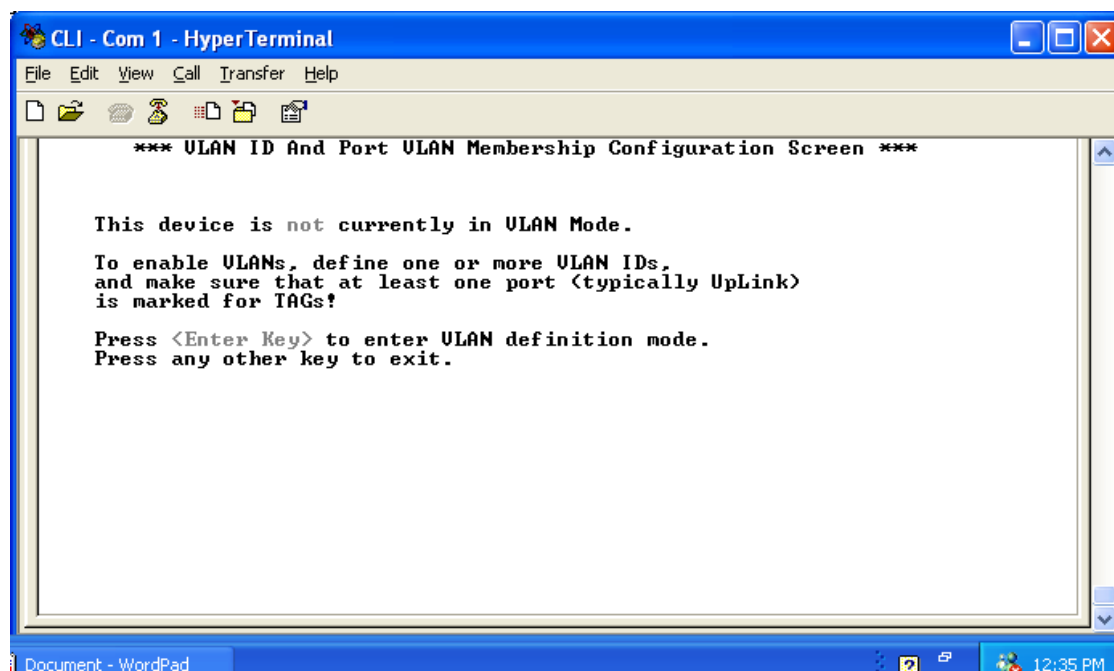 CLI - Com 1 - HyperTerminal
File Edit View Call Transfer Help
*** VLAN ID And Port VLAN Membership Configuration Screen ***
This device is not currently in VLAN Mode.
To enable VLANs, define one or more VLAN IDs,
and make sure that at least one port (typically UpLink)
is marked for TAGs!
Press <Enter Key> to enter VLAN definition mode.
Press any other key to exit.
Document - WordPad
12:35 PM